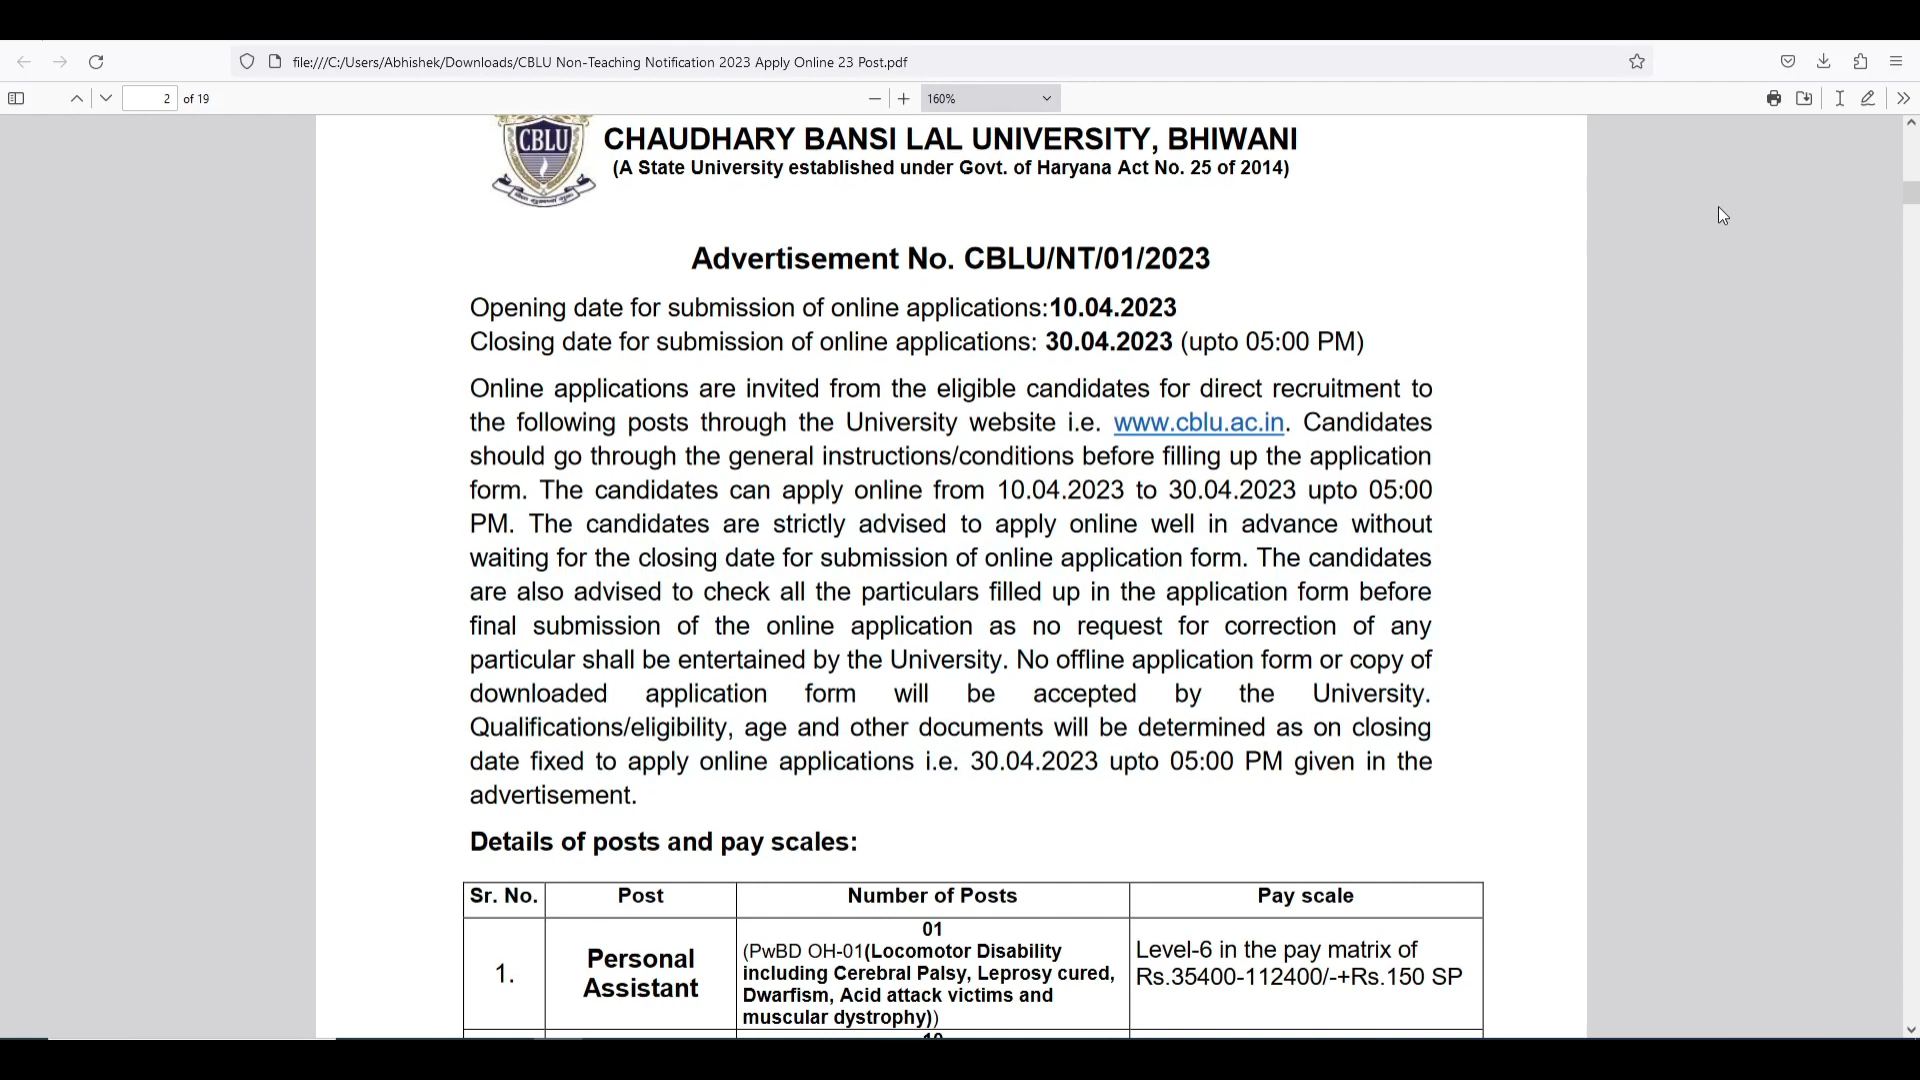 file:///C:/Users/Abhishek/Downloads/CBLU Non-Teaching Notification 2023 Apply Online 23 Post.pdf
2 of 19
160%
CBLU
CHAUDHARY BANSI LAL UNIVERSITY, BHIWANI
(A State University established under Govt. of Haryana Act No. 25 of 2014)
Advertisement No. CBLU/NT/01/2023
Opening date for submission of online applications:10.04.2023
Closing date for submission of online applications: 30.04.2023 (upto 05:00 PM)
Online applications are invited from the eligible candidates for direct recruitment to
the following posts through the University website i.e. www.cblu.ac.in. Candidates
should go through the general instructions/conditions before filling up the application
form. The candidates can apply online from 10.04.2023 to 30.04.2023 upto 05:00
PM. The candidates are strictly advised to apply online well in advance without
waiting for the closing date for submission of online application form. The candidates
are also advised to check all the particulars filled up in the application form before
final submission of the online application as no request for correction of any
particular shall be entertained by the University. No offline application form or copy of
downloaded application form will be accepted by the University.
Qualifications/eligibility, age and other documents will be determined as on closing
date fixed to apply online applications i.e. 30.04.2023 upto 05:00 PM given in the
advertisement.
Details of posts and pay scales:
Sr. No. Post Number of Posts Pay scale
1. Personal Assistant
01
(PwBD OH-01(Locomotor Disability
including Cerebral Palsy, Leprosy cured,
Dwarfism, Acid attack victims and
muscular dystrophy))
Level-6 in the pay matrix of
Rs.35400-112400/-+Rs.150 SP